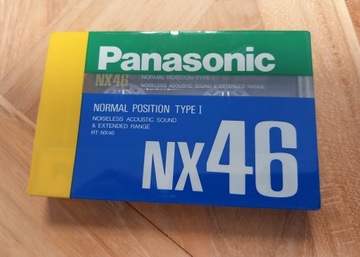 Panasonic
NX46
NORMAL POSITION TYPE I
NOISELESS ACOUSTIC SOUND & EXTENDED RANGE
NORMAL POSITION TYPE I
NOISELESS ACOUSTIC SOUND
& EXTENDED RANGE
RT-NX46
NX46